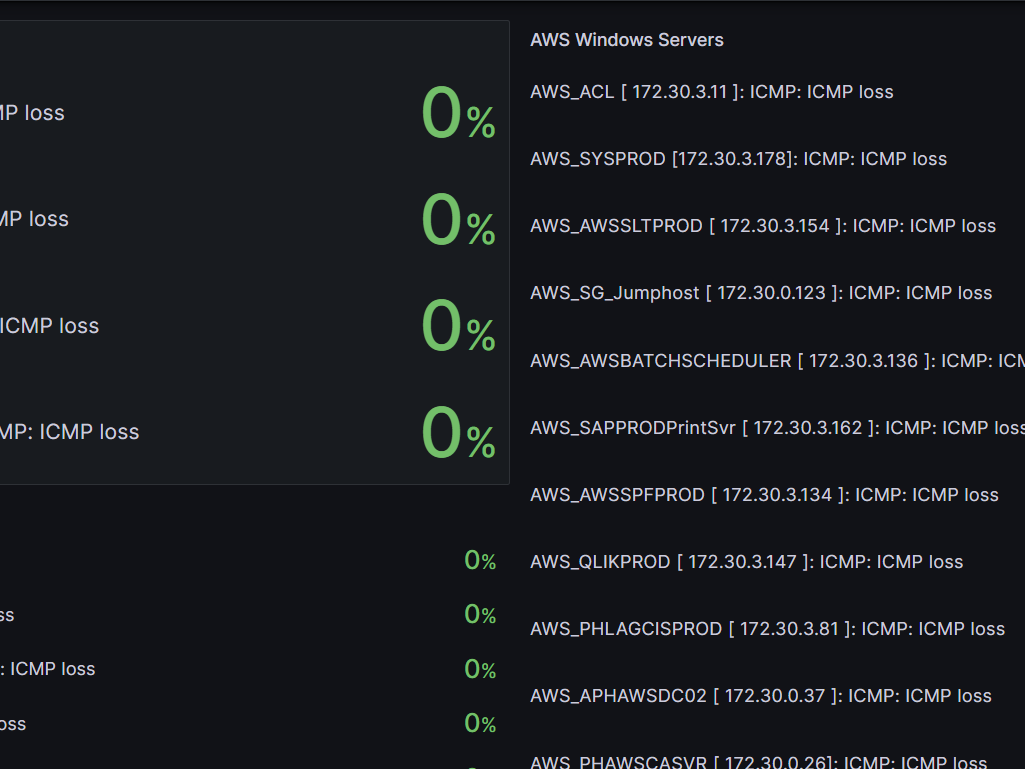 MP loss
0%
MP loss
0%
ICMP loss
0%
MP: ICMP loss
0%
0%
ss
0%
: ICMP loss
0%
oss
0%
AWS Windows Servers
AWS_ACL [ 172.30.3.11 ]: ICMP: ICMP loss
AWS_SYSPROD [172.30.3.178]: ICMP: ICMP loss
AWS_AWSSLTPROD [ 172.30.3.154 ]: ICMP: ICMP loss
AWS_SG_Jumphost [ 172.30.0.123 ]: ICMP: ICMP loss
AWS_AWSBATCHSCHEDULER [ 172.30.3.136 ]: ICMP: ICM
AWS_SAPPRODPrintSvr [ 172.30.3.162 ]: ICMP: ICMP loss
AWS_AWSSPFPROD [ 172.30.3.134 ]: ICMP: ICMP loss
AWS_QLIKPROD [ 172.30.3.147 ]: ICMP: ICMP loss
AWS_PHLAGCISPROD [ 172.30.3.81 ]: ICMP: ICMP loss
AWS_APHAWSDC02 [ 172.30.0.37 ]: ICMP: ICMP loss
AWS_PHAWSCASVR [ 172.30.0.26]: ICMP: ICMP loss